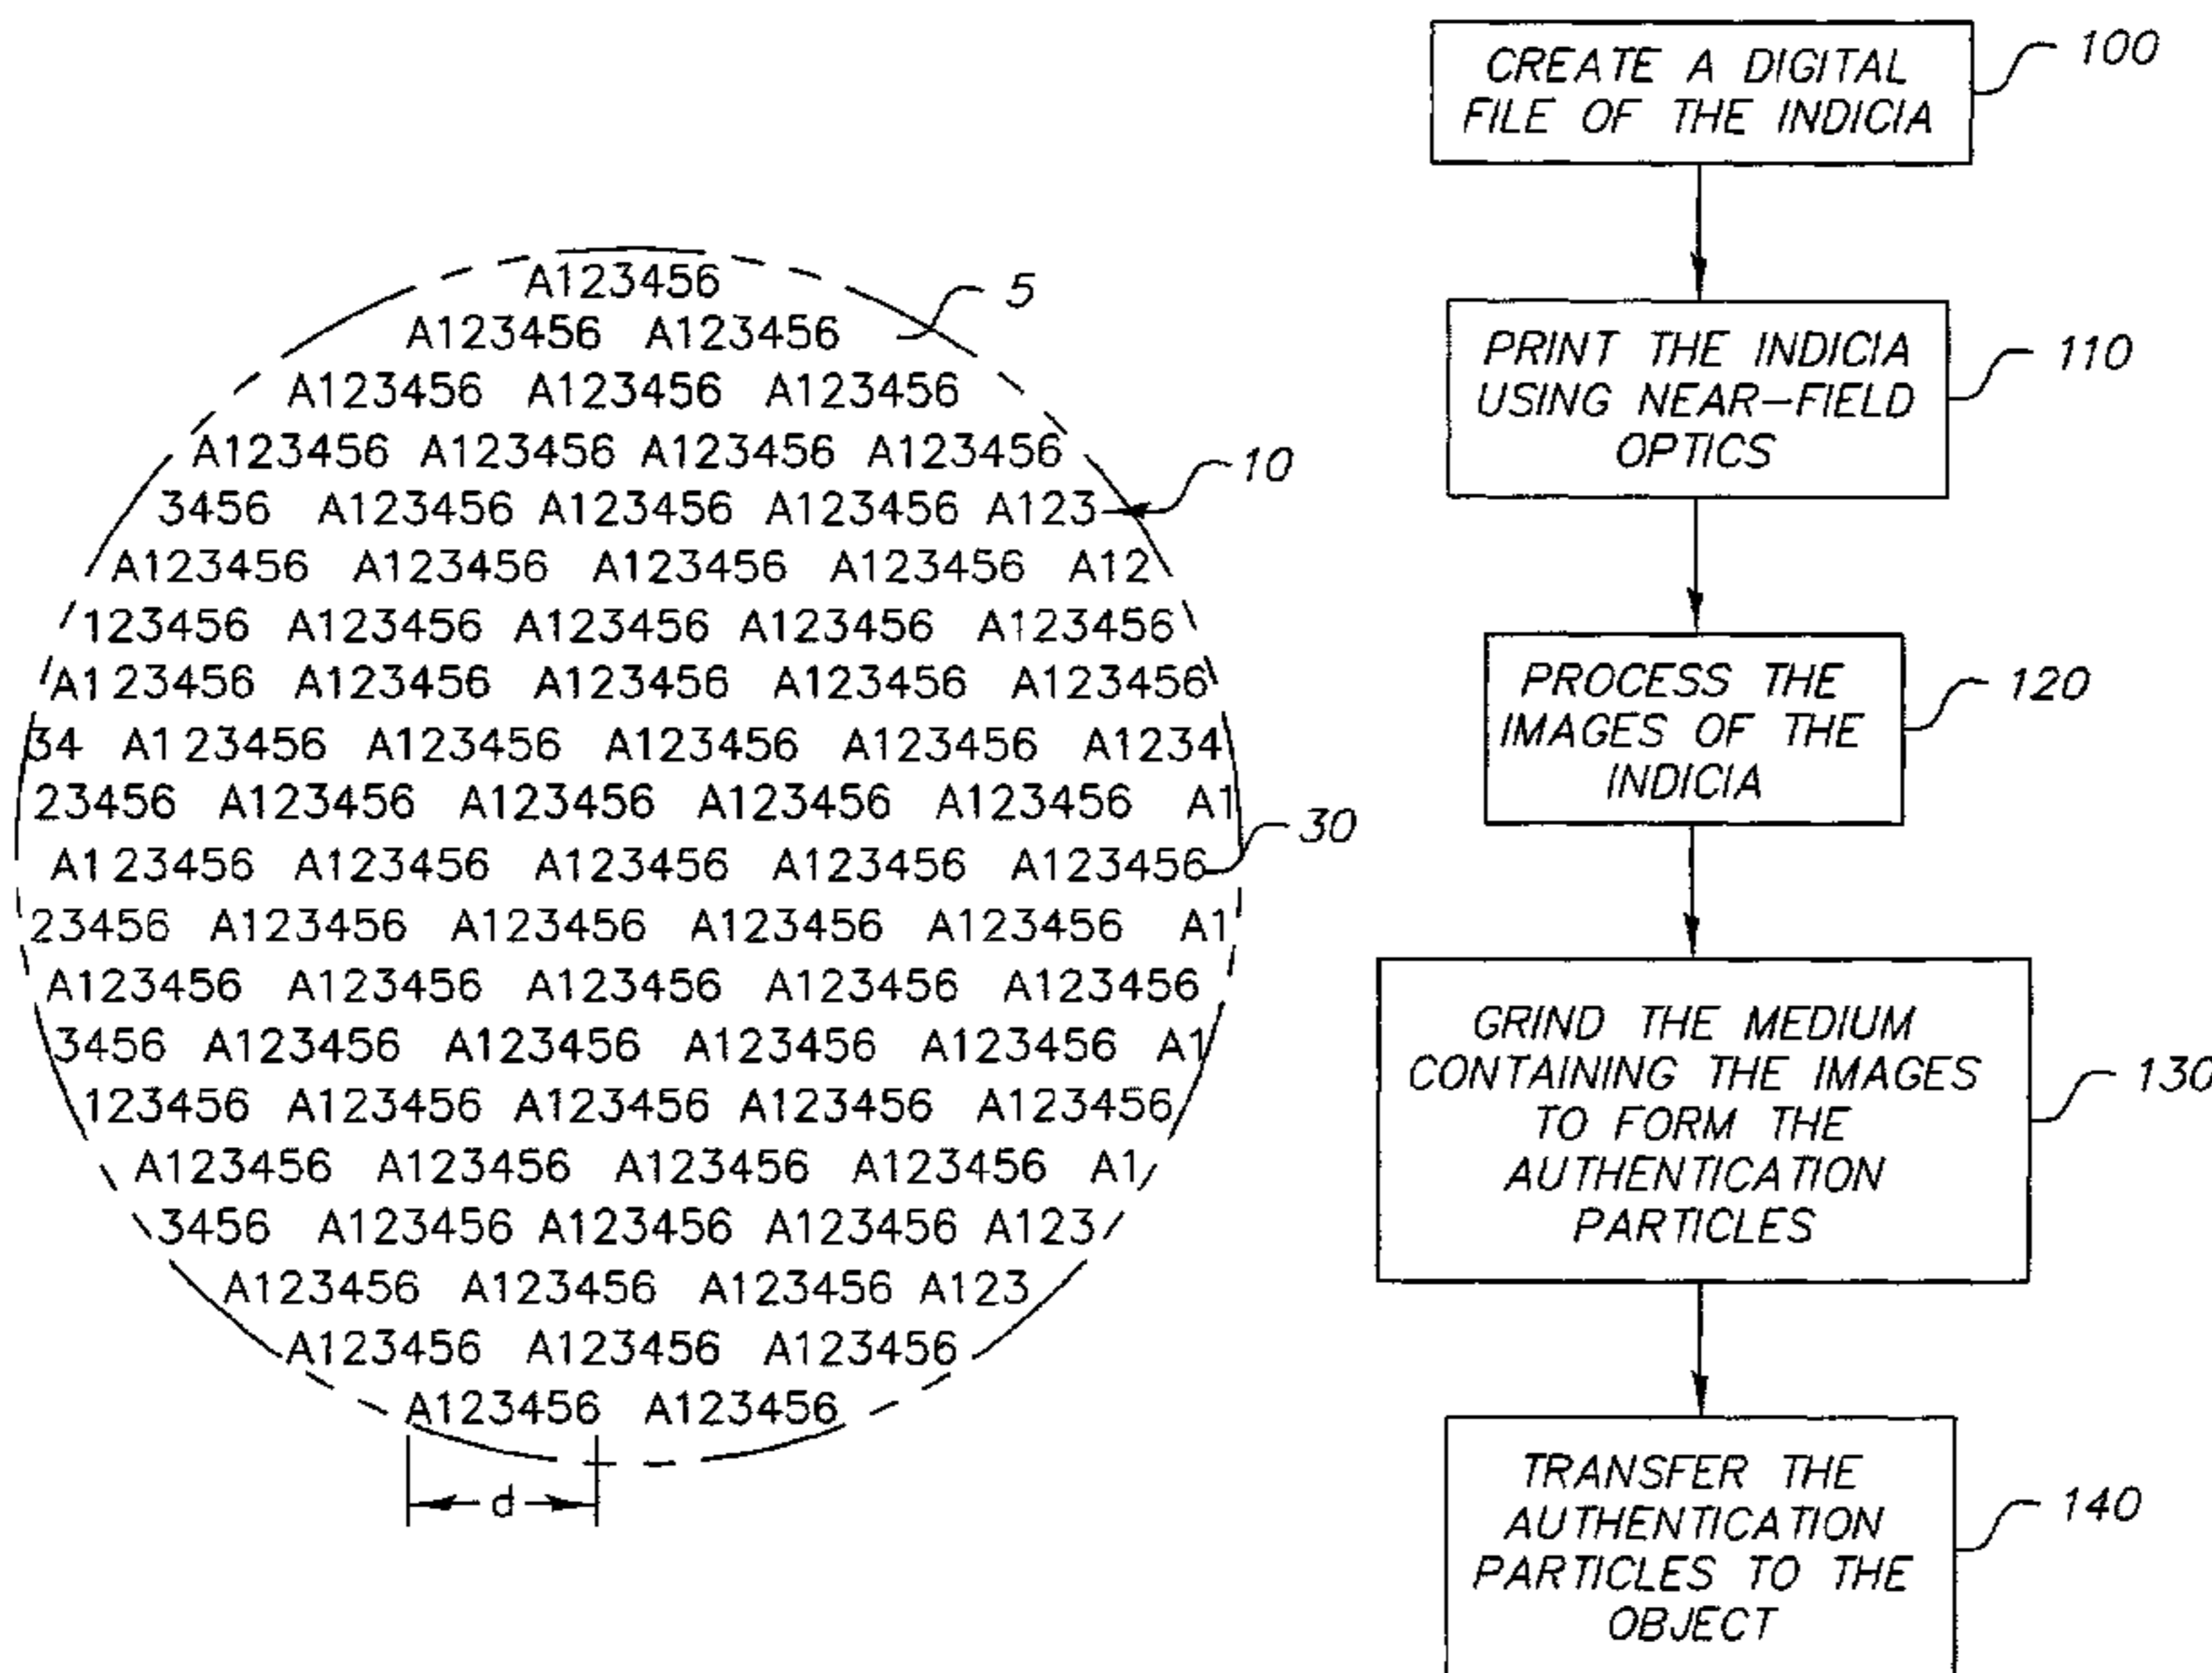 A123456
5
A123456 A123456
A123456 A123456 A123456
A123456 A123456 A123456 A123456
10
3456 A123456 A123456 A123456 A123
A123456 A123456 A123456 A123456 A12
123456 A123456 A123456 A123456 A123456
A123456 A123456 A123456 A123456 A123456
34 A123456 A123456 A123456 A123456 A1234
23456 A123456 A123456 A123456 A123456 A1
30
A123456 A123456 A123456 A123456 A123456
23456 A123456 A123456 A123456 A123456 A1
A123456 A123456 A123456 A123456 A123456
3456 A123456 A123456 A123456 A123456 A1
123456 A123456 A123456 A123456 A123456
A123456 A123456 A123456 A123456 A1
3456 A123456 A123456 A123456 A123
A123456 A123456 A123456 A123
A123456 A123456 A123456
A123456 A123456
d
CREATE A DIGITAL
FILE OF THE INDICIA
100
PRINT THE INDICIA
USING NEAR-FIELD
OPTICS
110
PROCESS THE
IMAGES OF THE
INDICIA
120
GRIND THE MEDIUM
CONTAINING THE IMAGES
TO FORM THE
AUTHENTICATION
PARTICLES
130
TRANSFER THE
AUTHENTICATION
PARTICLES TO THE
OBJECT
140